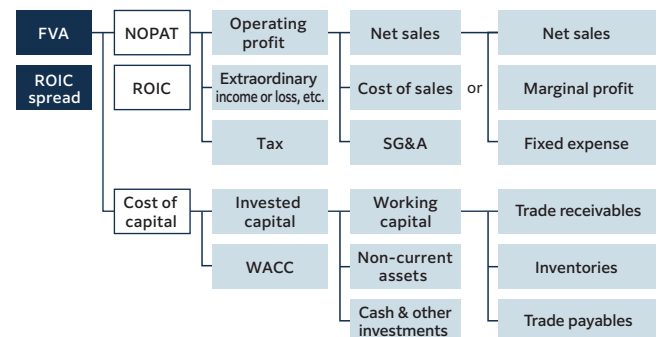 FVA
NOPAT
Operating
profit
Net sales
Net sales
ROIC
spread
ROIC
Extraordinary
income or loss, etc.
Cost of sales
or
Marginal profit
Tax
SG&A
Fixed expense
Cost of
capital
Invested
capital
Working
capital
Trade receivables
WACC
Non-current
assets
Inventories
Cash & other
investments
Trade payables